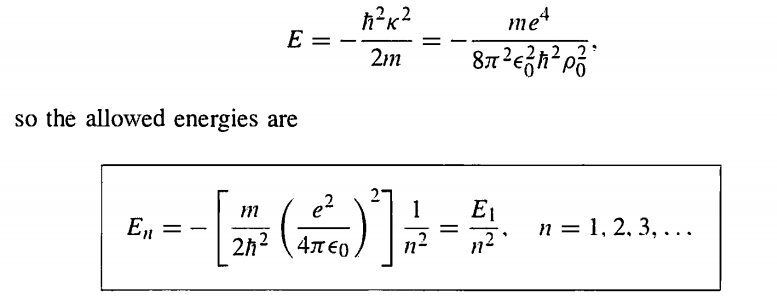 E = −ħ²κ²/2m = −me⁴/8π²ϵ₀²ħ²ρ₀²,
so the allowed energies are
Eₙ = −[m/2ħ² (e²/4πϵ₀)²] 1/n² = E₁/n², n = 1, 2, 3, ...